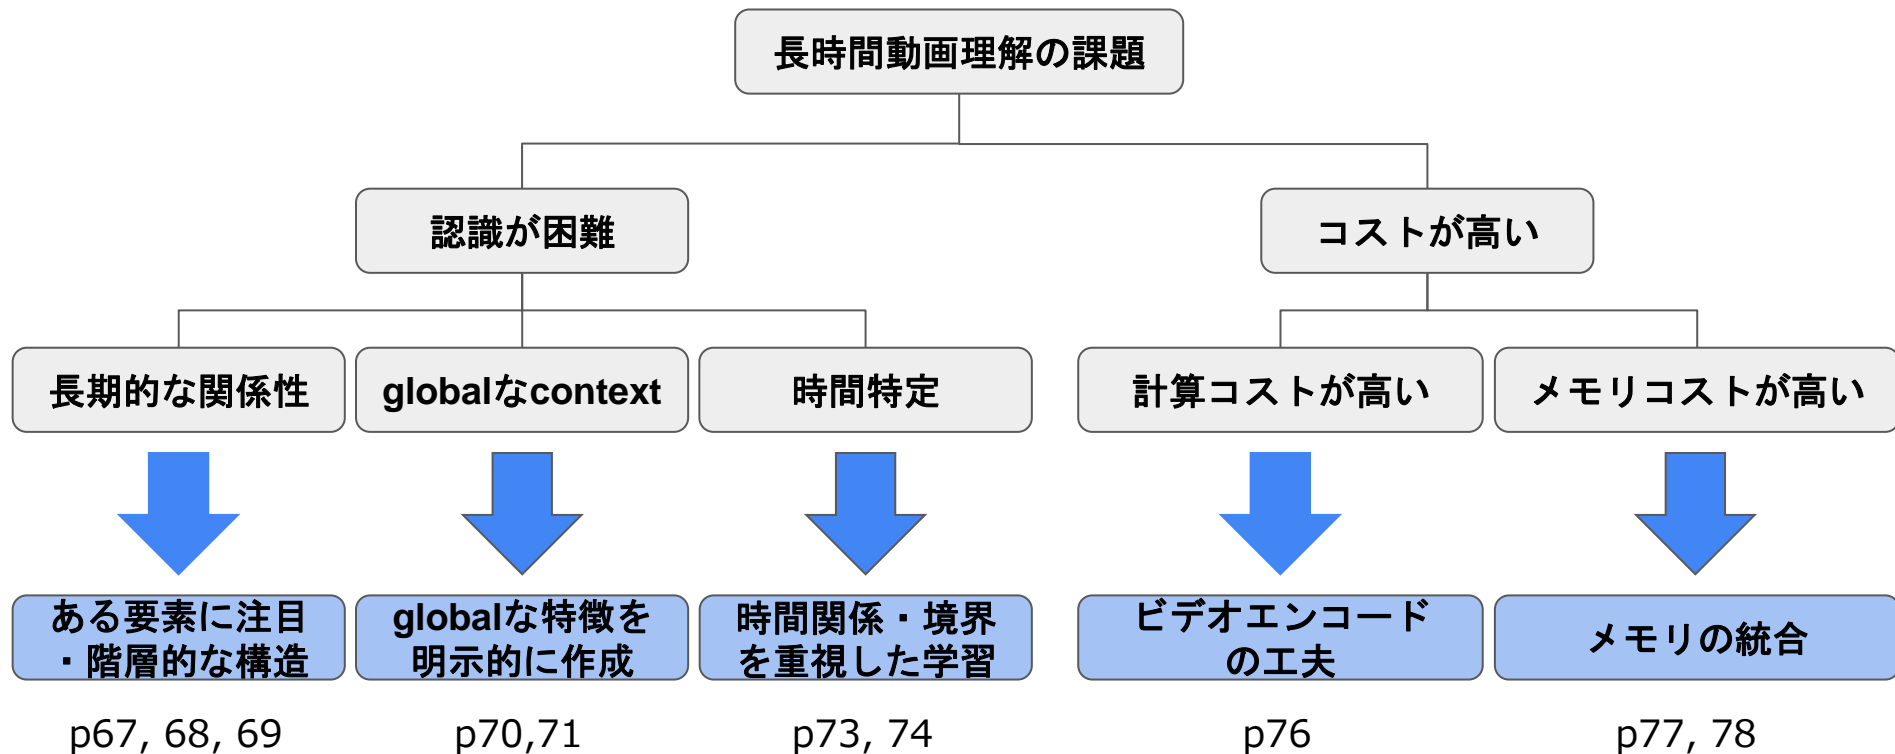 長時間動画理解の課題
認識が困難
コストが高い
長期的な関係性
globalなcontext
時間特定
計算コストが高い
メモリコストが高い
ある要素に注目
・階層的な構造
globalな特徴を
明示的に作成
時間関係・境界
を重視した学習
ビデオエンコード
の工夫
メモリの統合
p67, 68, 69
p70,71
p73, 74
p76
p77, 78